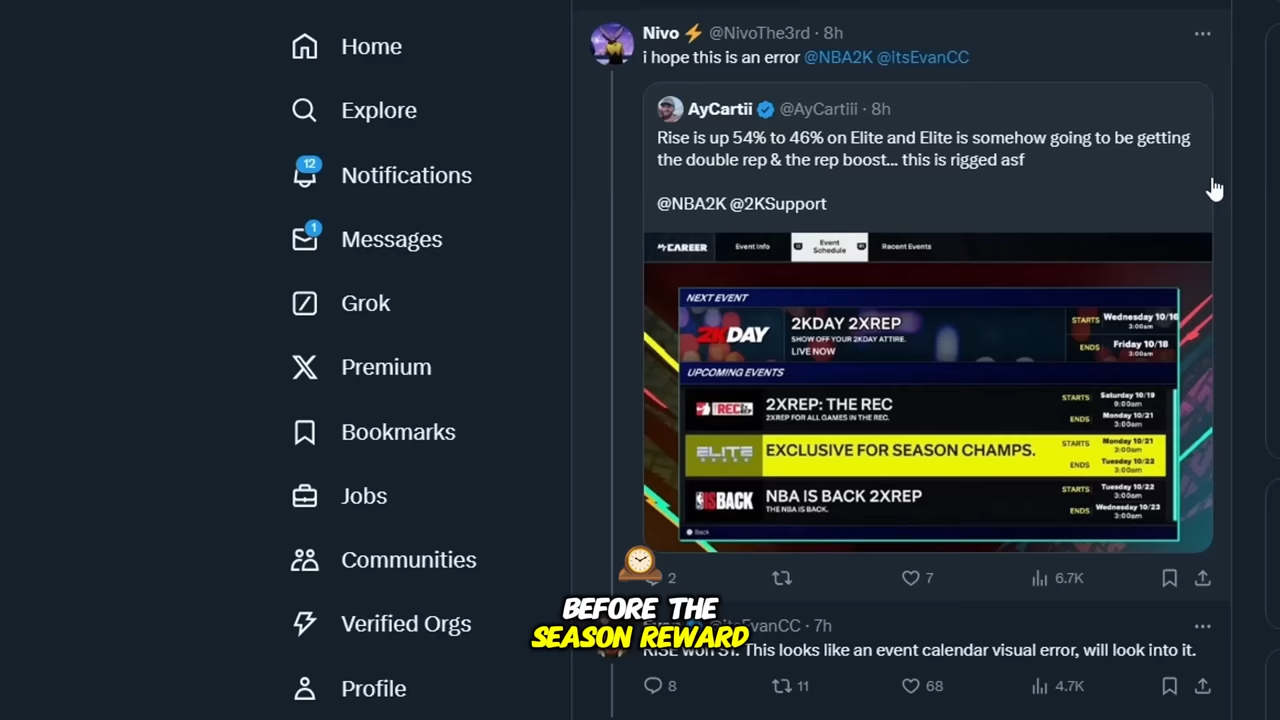 Home
Explore
12
Notifications
1
Messages
Grok
Premium
Bookmarks
Jobs
Communities
Verified Orgs
Profile
Nivo ⚡ @NivoThe3rd · 8h
i hope this is an error @NBA2K @itsEvanCC
AyCartii @AyCartiii · 8h
Rise is up 54% to 46% on Elite and Elite is somehow going to be getting
the double rep & the rep boost... this is rigged asf
@NBA2K @2KSupport
MyCAREER Event Info Event Schedule Recent Events
NEXT EVENT
2KDAY 2KDAY 2XREP STARTS Wednesday 10/16
3:00am
SHOW OFF YOUR 2KDAY ATTIRE.
LIVE NOW ENDS Friday 10/18
3:00am
UPCOMING EVENTS
2XREP: THE REC STARTS Saturday 10/19
9:00am
2XREP FOR ALL GAMES IN THE REC. ENDS Monday 10/21
3:00am
ELITE EXCLUSIVE FOR SEASON CHAMPS. STARTS Monday 10/21
3:00am
ENDS Tuesday 10/22
3:00am
IS BACK NBA IS BACK 2XREP STARTS Tuesday 10/22
3:00am
THE NBA IS BACK. ENDS Wednesday 10/23
3:00am
Back
2 7 6.7K
BEFORE THE
SEASON REWARD
@itsEvanCC · 7h
RISE won S1. This looks like an event calendar visual error, will look into it.
8 11 68 4.7K